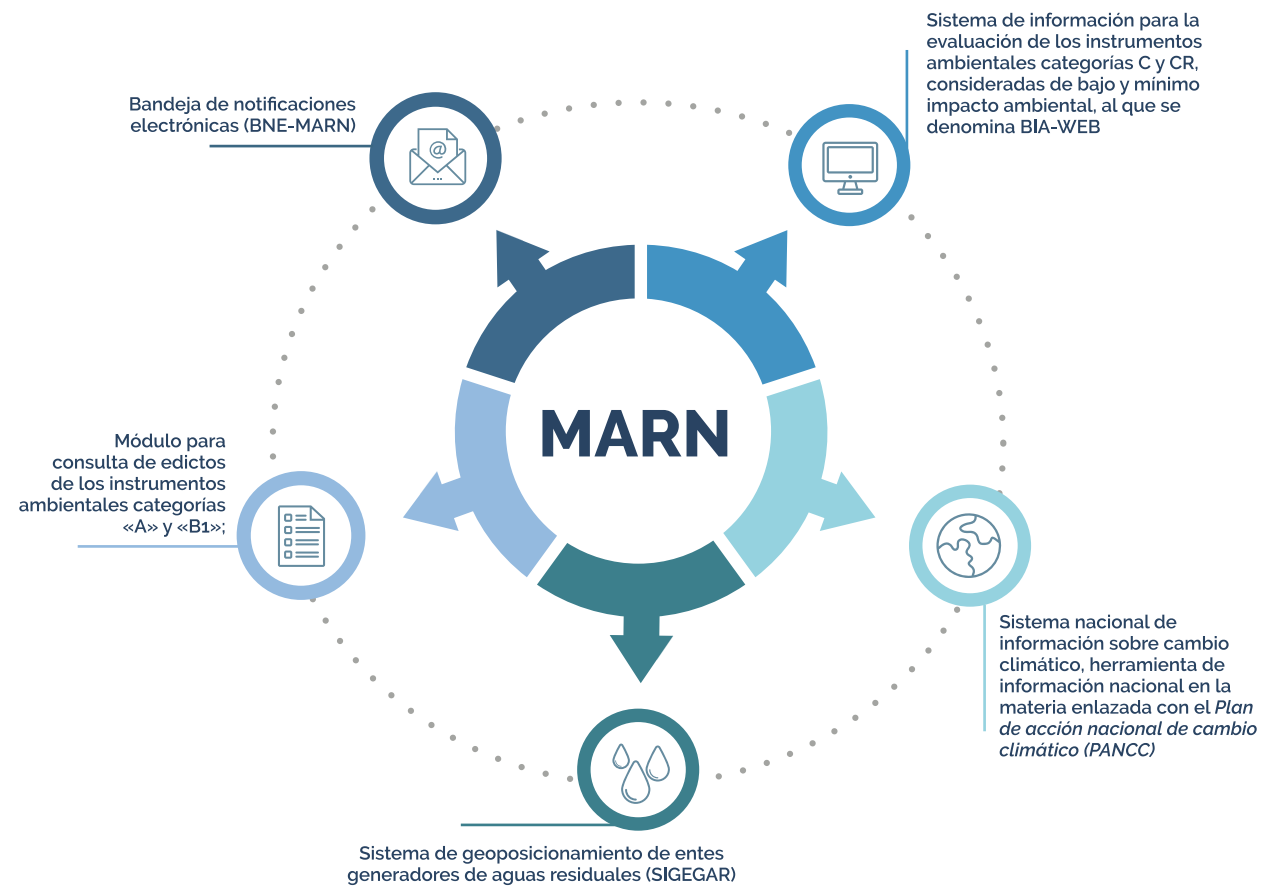 Sistema de información para la
evaluación de los instrumentos
ambientales categorías C y CR,
consideradas de bajo y mínimo
impacto ambiental, al que se
denomina BIA-WEB
Bandeja de notificaciones
electrónicas (BNE-MARN)
@
MARN
Módulo para
consulta de edictos
de los instrumentos
ambientales categorías
«A» y «B1»;
Sistema nacional de
información sobre cambio
climático, herramienta de
información nacional en la
materia enlazada con el Plan
de acción nacional de cambio
climático (PANCC)
Sistema de geoposicionamiento de entes
generadores de aguas residuales (SIGEGAR)